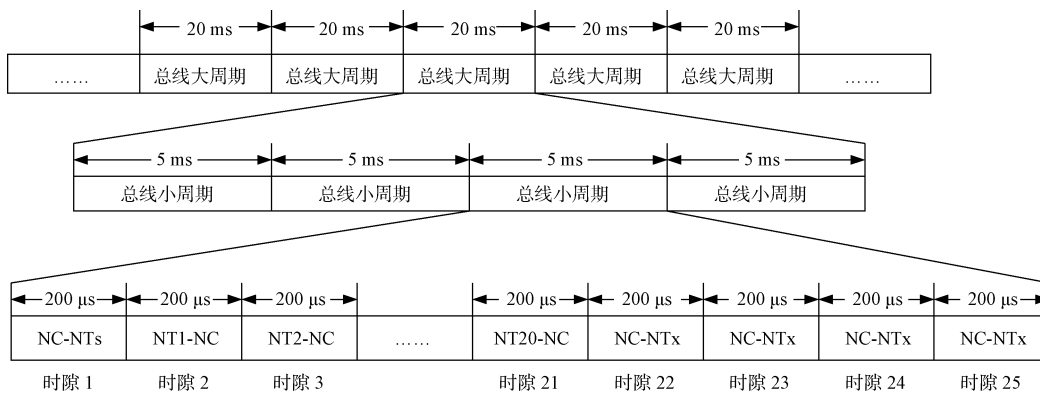 20 ms 20 ms 20 ms 20 ms 20 ms
…… 总线大周期 总线大周期 总线大周期 总线大周期 总线大周期 ……
5 ms 5 ms 5 ms 5 ms
总线小周期 总线小周期 总线小周期 总线小周期
200 μs 200 μs 200 μs 200 μs 200 μs 200 μs 200 μs 200 μs
NC-NTs NT1-NC NT2-NC …… NT20-NC NC-NTx NC-NTx NC-NTx NC-NTx
时隙 1 时隙 2 时隙 3 时隙 21 时隙 22 时隙 23 时隙 24 时隙 25